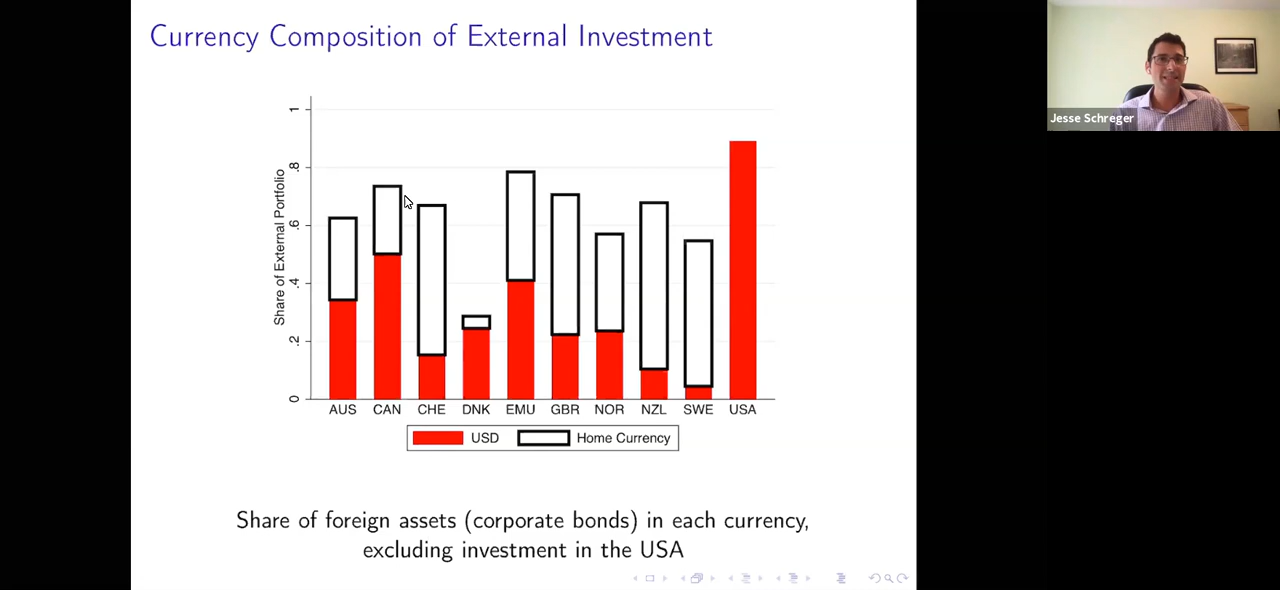 Currency Composition of External Investment
Jesse Schreger
Share of External Portfolio
1
.8
.6
.4
.2
0
AUS CAN CHE DNK EMU GBR NOR NZL SWE USA
USD Home Currency
Share of foreign assets (corporate bonds) in each currency,
excluding investment in the USA